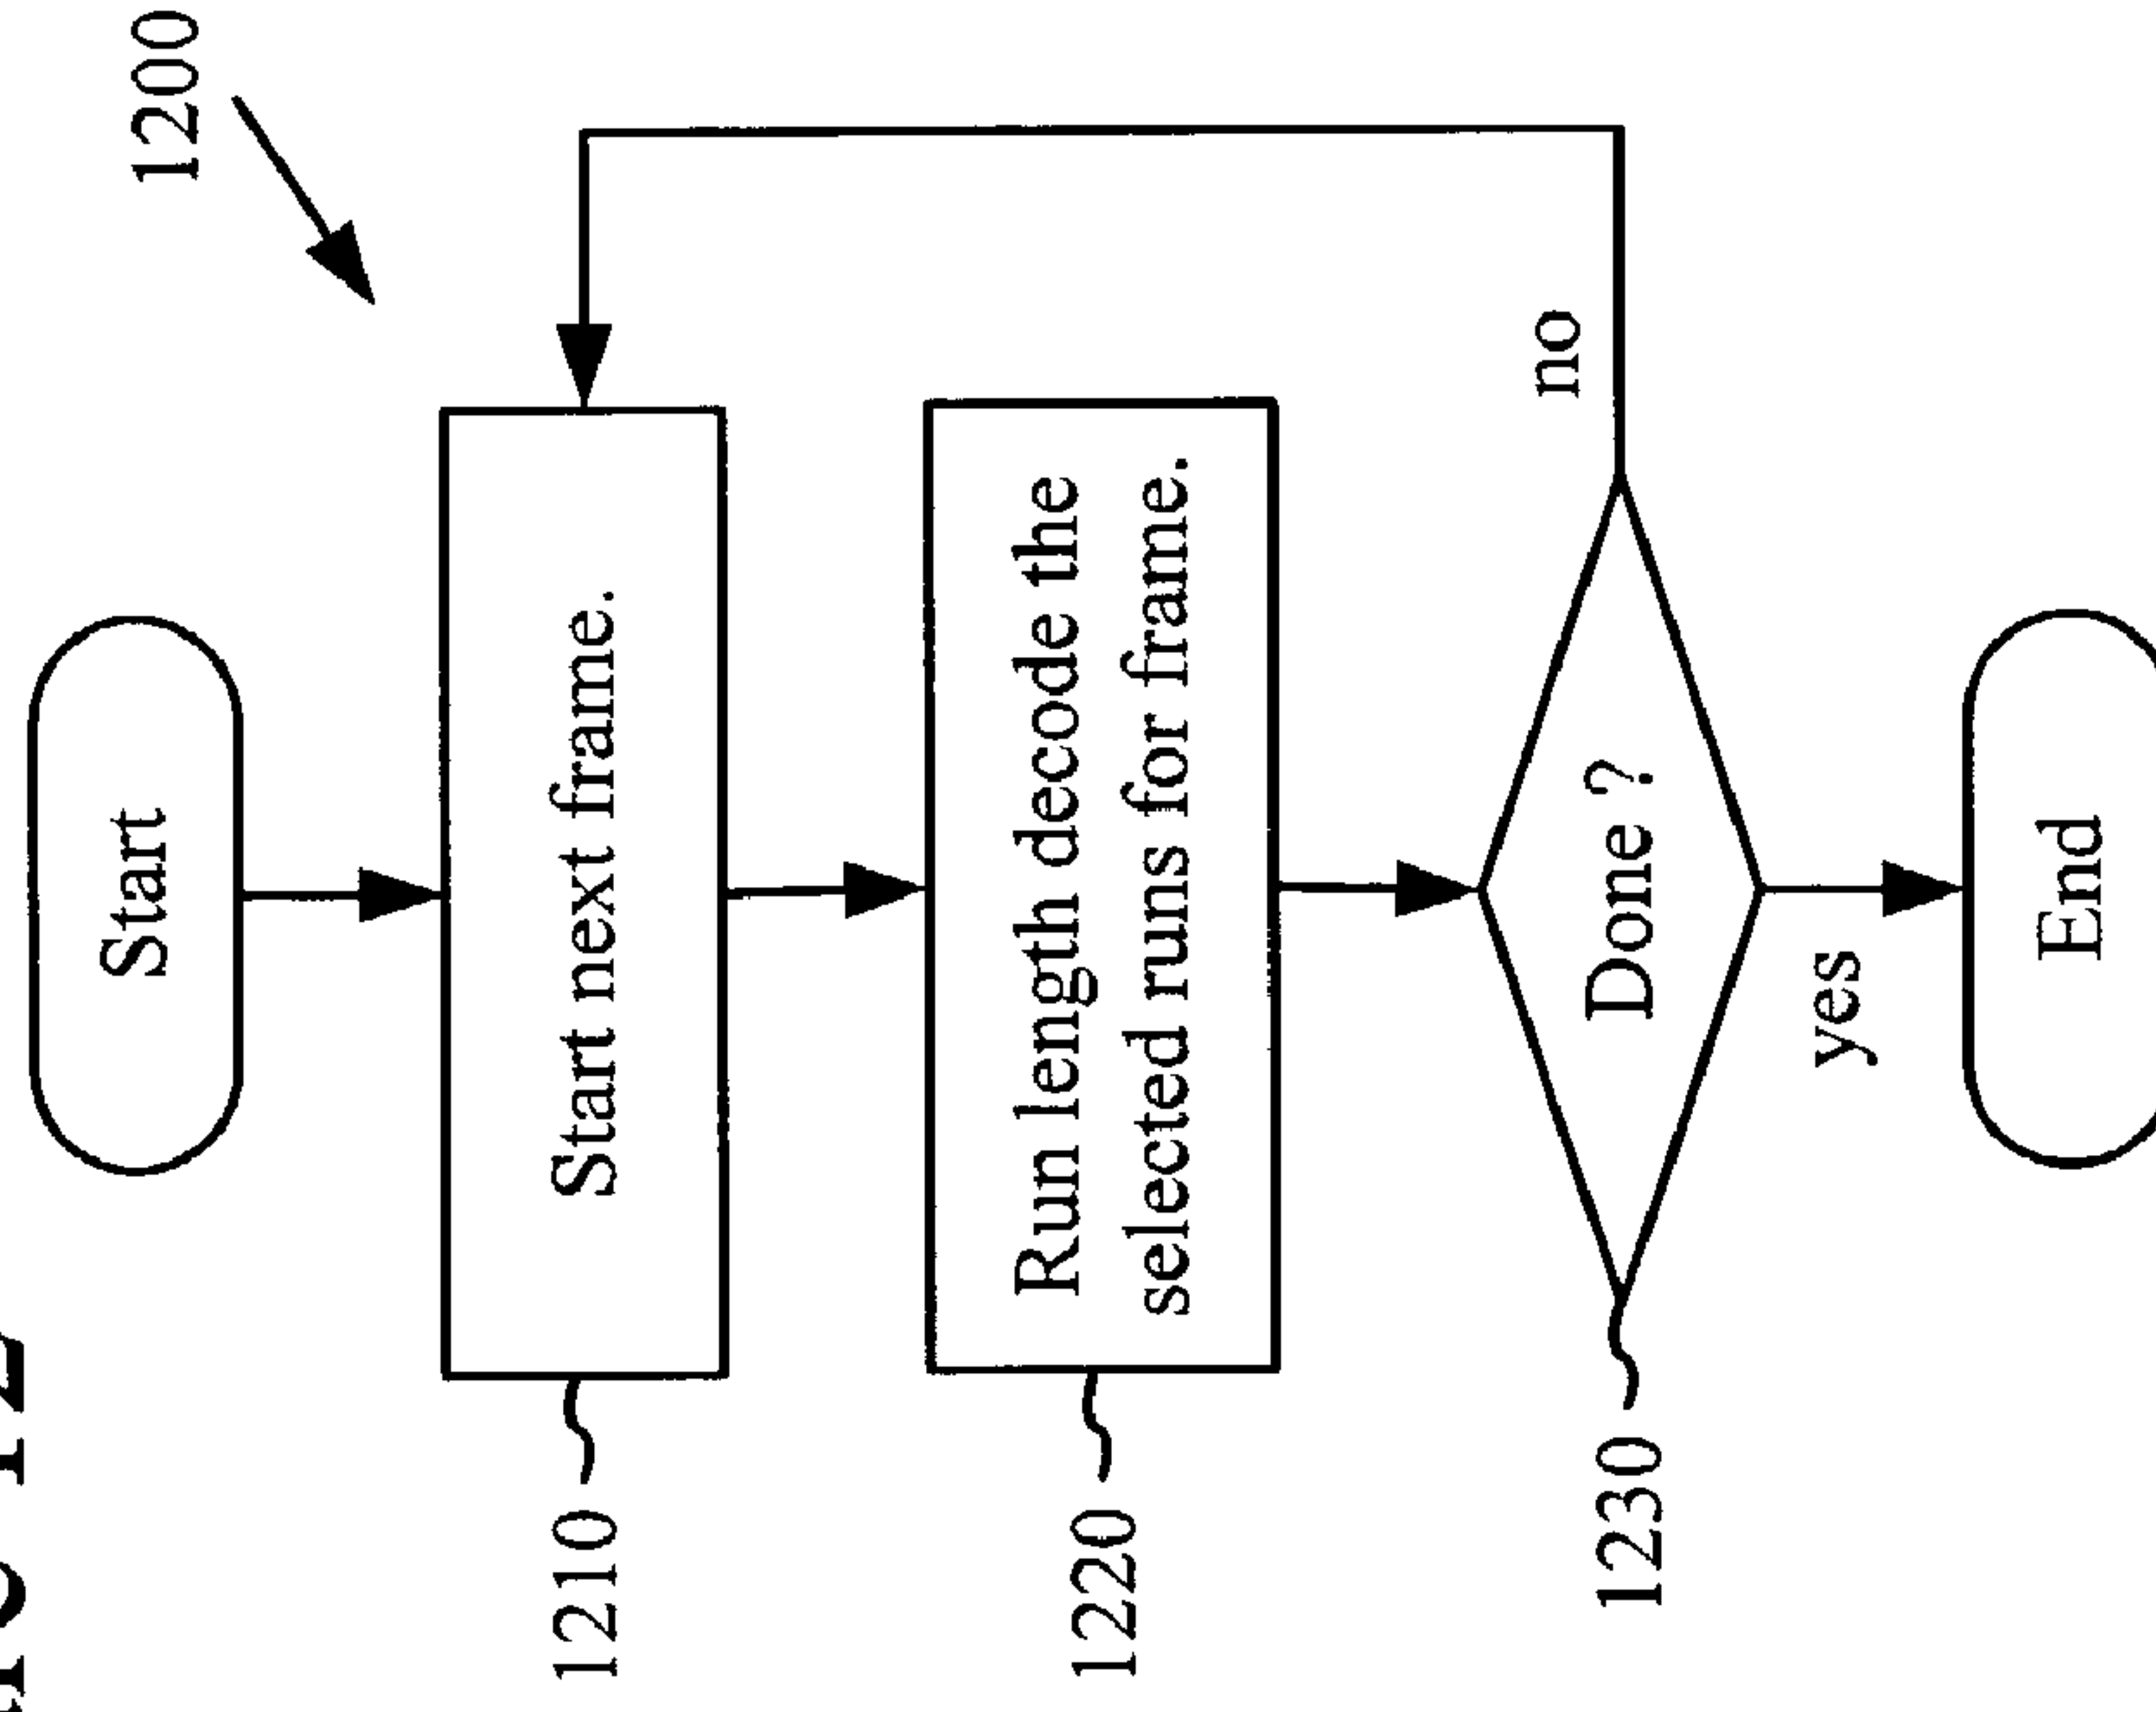 1200
Start
1210
Start next frame.
1220
Run length decode the
selected runs for frame.
1230
Done ?
no
yes
End